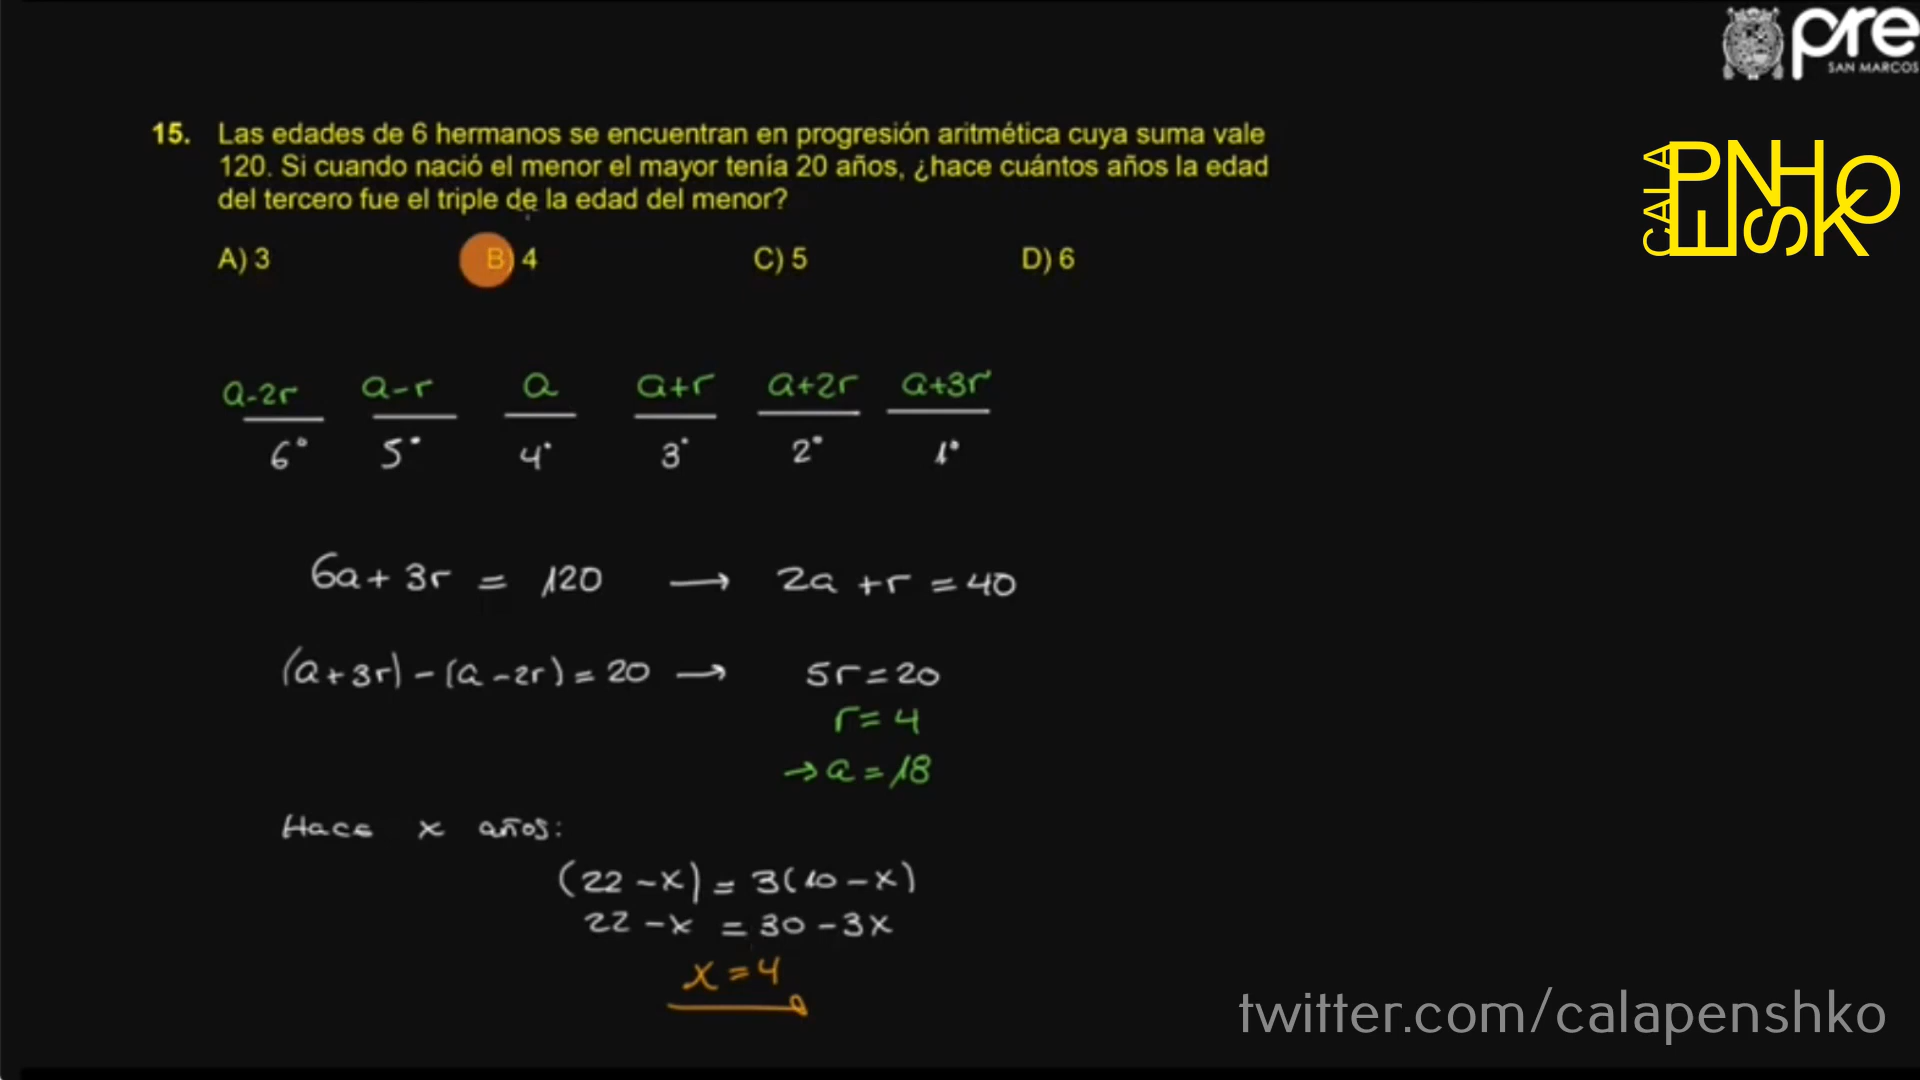 pre
SAN MARCOS
CALA
PNHO
ESK
15. Las edades de 6 hermanos se encuentran en progresión aritmética cuya suma vale
120. Si cuando nació el menor el mayor tenía 20 años, ¿hace cuántos años la edad
del tercero fue el triple de la edad del menor?
A) 3 B) 4 C) 5 D) 6
a-2r a-r a a+r a+2r a+3r
6° 5° 4° 3° 2° 1°
6a + 3r = 120 → 2a + r = 40
(a+3r) - (a-2r) = 20 → 5r = 20
r = 4
→ a = 18
Hace x años:
(22 - x) = 3(10 - x)
22 - x = 30 - 3x
x = 4
twitter.com/calapenshko